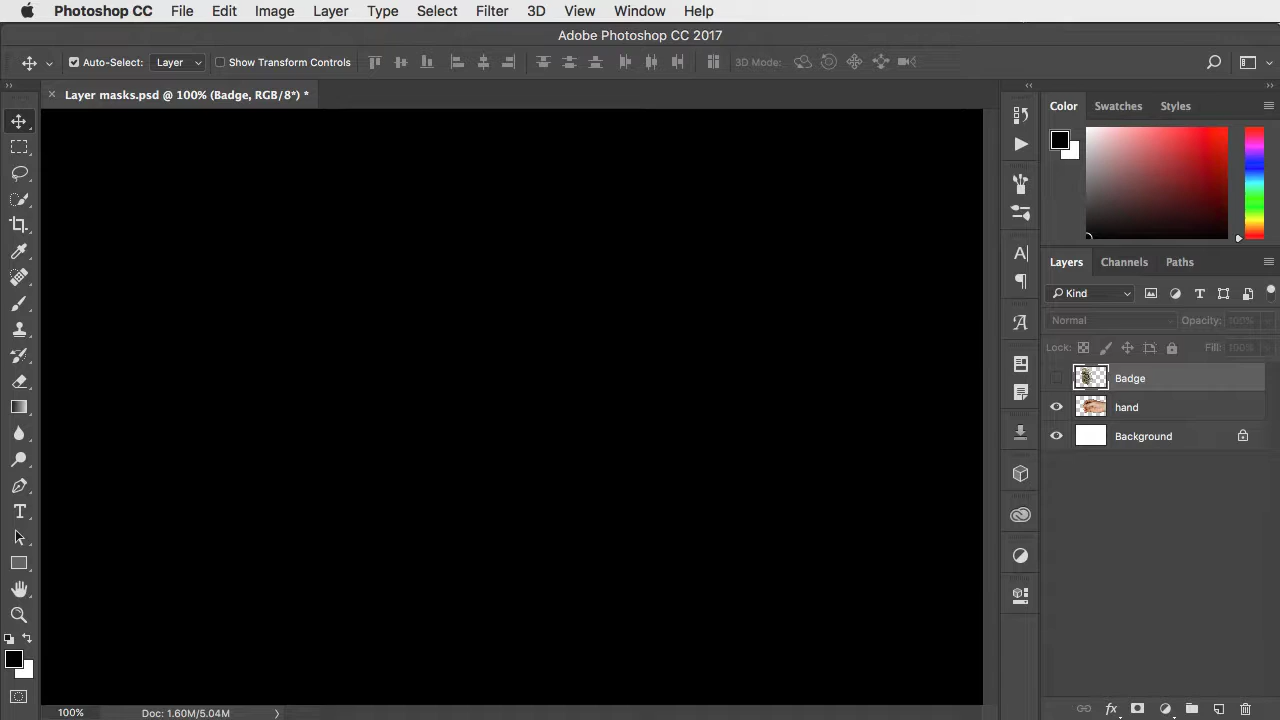 Photoshop CC File Edit Image Layer Type Select Filter 3D View Window Help
Adobe Photoshop CC 2017
Auto-Select: Layer Show Transform Controls 3D Mode:
Layer masks.psd @ 100% (Badge, RGB/8*) *
Color Swatches Styles
Layers Channels Paths
Kind
Normal Opacity: 100%
Lock: Fill: 100%
Badge
hand
Background
100% Doc: 1.60M/5.04M